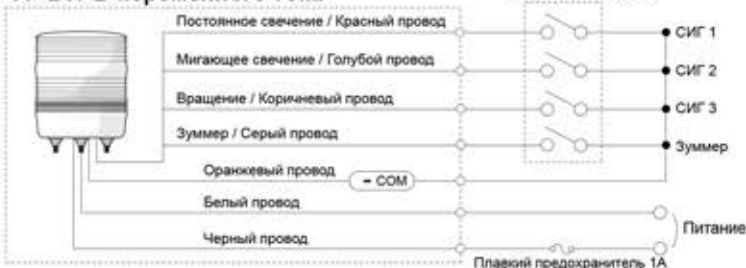 Постоянное свечение / Красный провод
СИГ 1
Мигающее свечение / Голубой провод
СИГ 2
Вращение / Коричневый провод
СИГ 3
Зуммер / Серый провод
Зуммер
Оранжевый провод
- COM
Белый провод
Питание
Черный провод
Плавкий предохранитель 1А